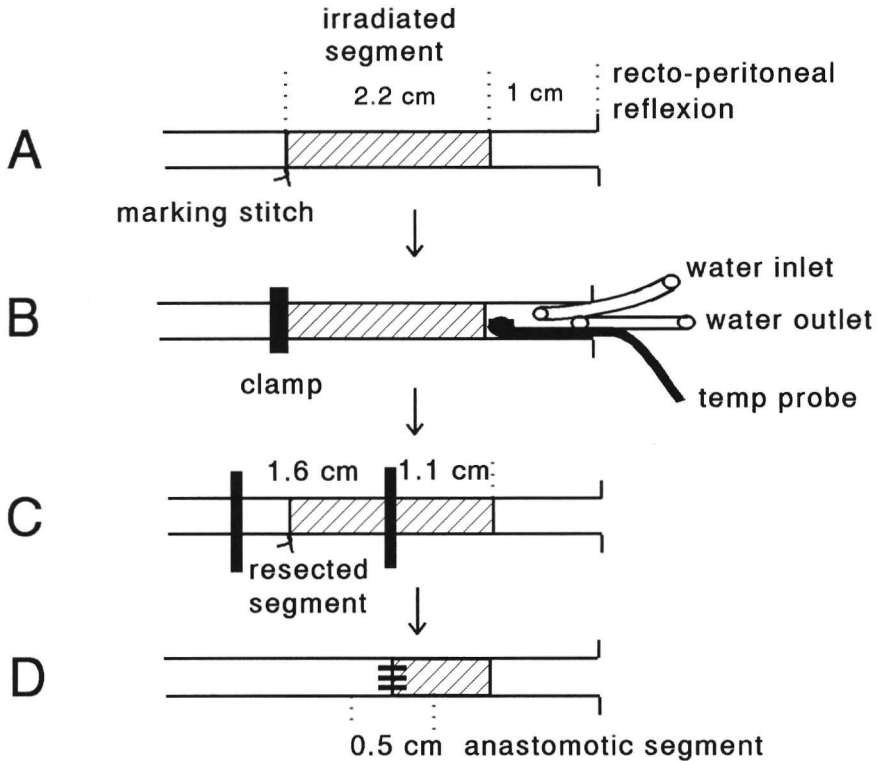 irradiated
segment
2.2 cm
1 cm
recto-peritoneal
reflexion
A
marking stitch
B
water inlet
water outlet
clamp
temp probe
C
1.6 cm
1.1 cm
resected
segment
D
0.5 cm anastomotic segment